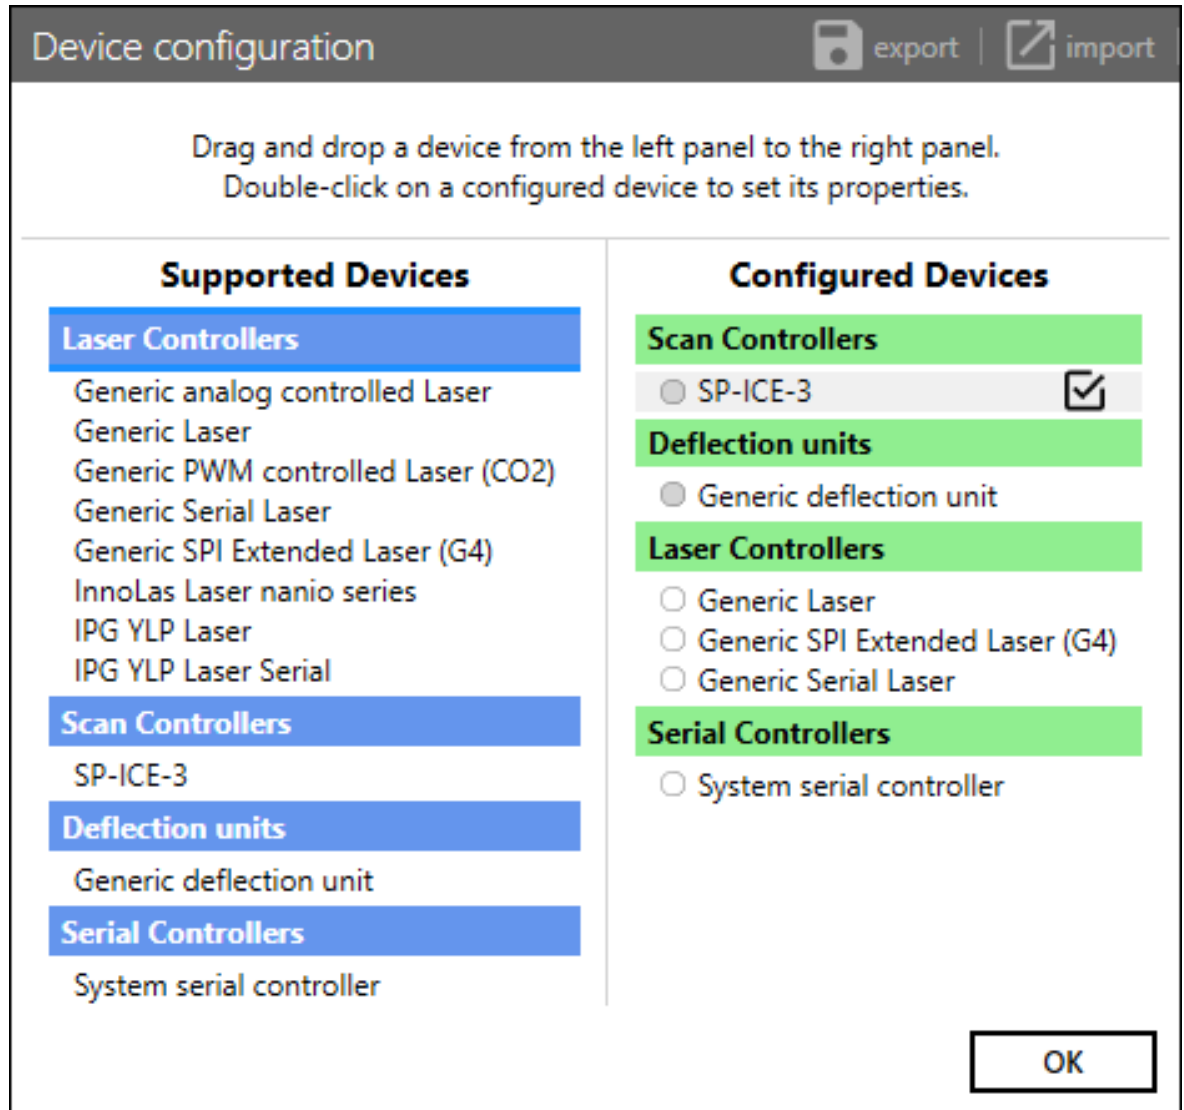 Device configuration
export
import
Drag and drop a device from the left panel to the right panel.
Double-click on a configured device to set its properties.
Supported Devices
Laser Controllers
Generic analog controlled Laser
Generic Laser
Generic PWM controlled Laser (CO2)
Generic Serial Laser
Generic SPI Extended Laser (G4)
InnoLas Laser nanio series
IPG YLP Laser
IPG YLP Laser Serial
Scan Controllers
SP-ICE-3
Deflection units
Generic deflection unit
Serial Controllers
System serial controller
Configured Devices
Scan Controllers
SP-ICE-3
Deflection units
Generic deflection unit
Laser Controllers
Generic Laser
Generic SPI Extended Laser (G4)
Generic Serial Laser
Serial Controllers
System serial controller
OK